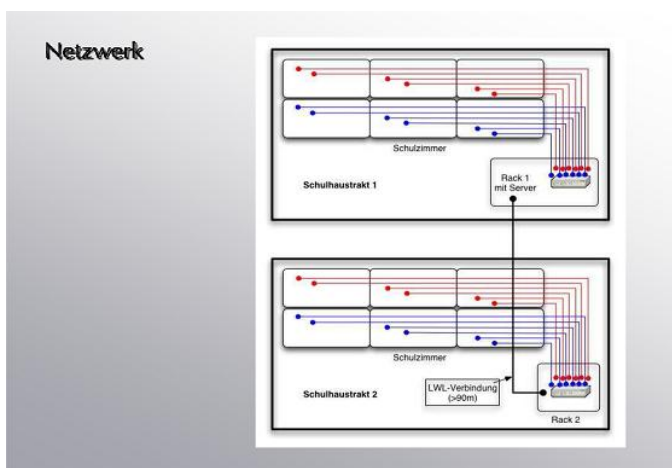 Netzwerk
Schulzimmer
Schulhaustrakt 1
Rack 1
mit Server
Schulzimmer
LWL-Verbindung
(>90m)
Schulhaustrakt 2
Rack 2